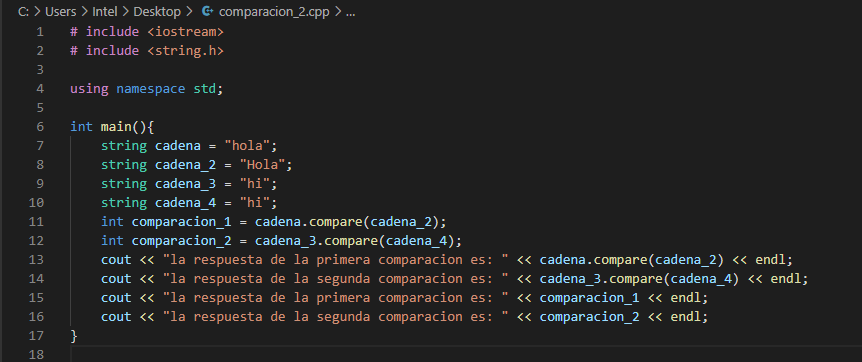 C: > Users > Intel > Desktop > comparacion_2.cpp > ...
1 # include <iostream>
2 # include <string.h>
3
4 using namespace std;
5
6 int main(){
7     string cadena = "hola";
8     string cadena_2 = "Hola";
9     string cadena_3 = "hi";
10     string cadena_4 = "hi";
11     int comparacion_1 = cadena.compare(cadena_2);
12     int comparacion_2 = cadena_3.compare(cadena_4);
13     cout << "la respuesta de la primera comparacion es: " << cadena.compare(cadena_2) << endl;
14     cout << "la respuesta de la segunda comparacion es: " << cadena_3.compare(cadena_4) << endl;
15     cout << "la respuesta de la primera comparacion es: " << comparacion_1 << endl;
16     cout << "la respuesta de la segunda comparacion es: " << comparacion_2 << endl;
17 }
18